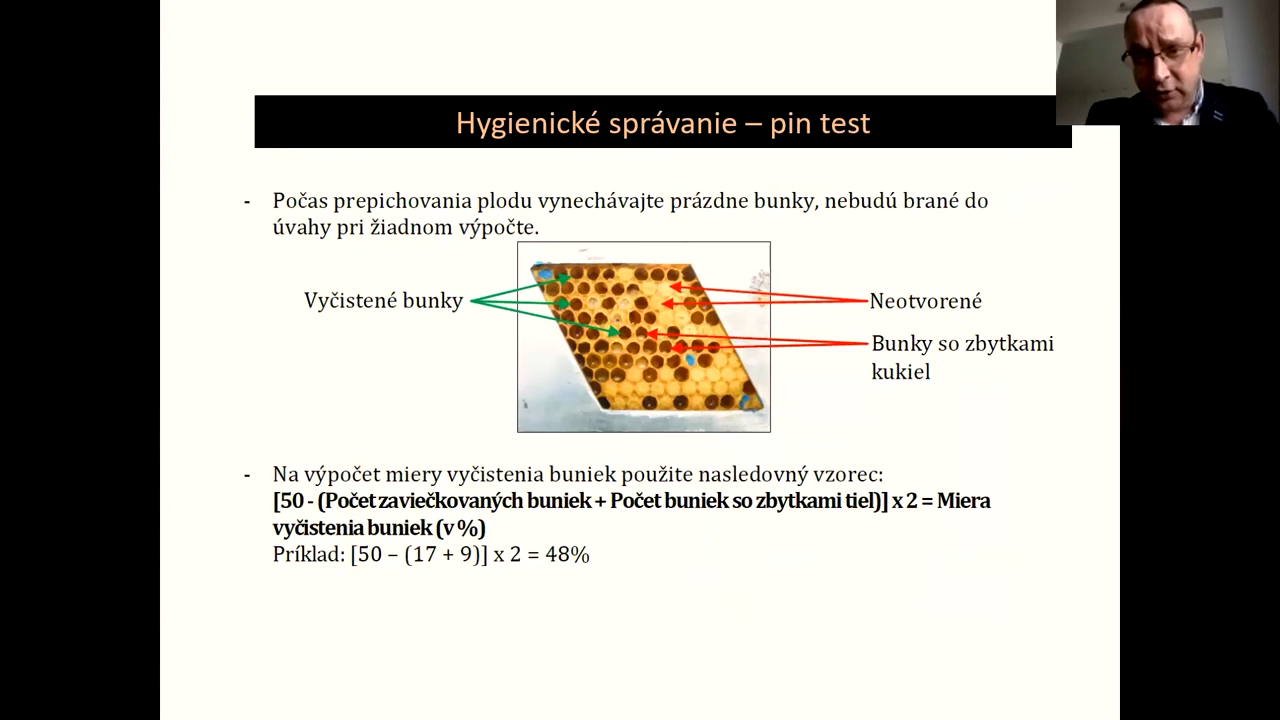 Hygienické správanie – pin test
- Počas prepichovania plodu vynechávajte prázdne bunky, nebudú brané do
úvahy pri žiadnom výpočte.
Vyčistené bunky
Neotvorené
Bunky so zbytkami
kukiel
- Na výpočet miery vyčistenia buniek použite nasledovný vzorec:
[50 - (Počet zaviečkovaných buniek + Počet buniek so zbytkami tiel)] x 2 = Miera
vyčistenia buniek (v %)
Príklad: [50 – (17 + 9)] x 2 = 48%